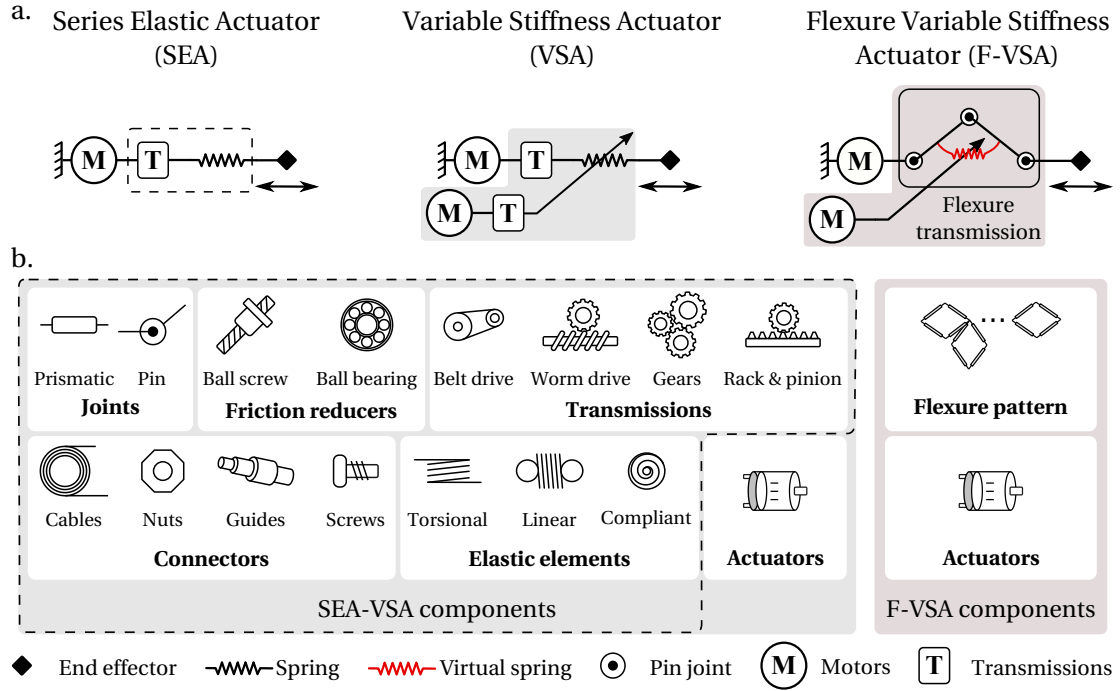 a.
Series Elastic Actuator
(SEA)
Variable Stiffness Actuator
(VSA)
Flexure Variable Stiffness
Actuator (F-VSA)
M
T
M
T
M
T
M
M
Flexure
transmission
b.
Prismatic
Pin
Joints
Ball screw
Ball bearing
Friction reducers
Belt drive
Worm drive
Gears
Rack & pinion
Transmissions
...
Flexure pattern
Cables
Nuts
Guides
Screws
Connectors
Torsional
Linear
Compliant
Elastic elements
Actuators
Actuators
SEA-VSA components
F-VSA components
End effector
Spring
Virtual spring
Pin joint
M
Motors
T
Transmissions